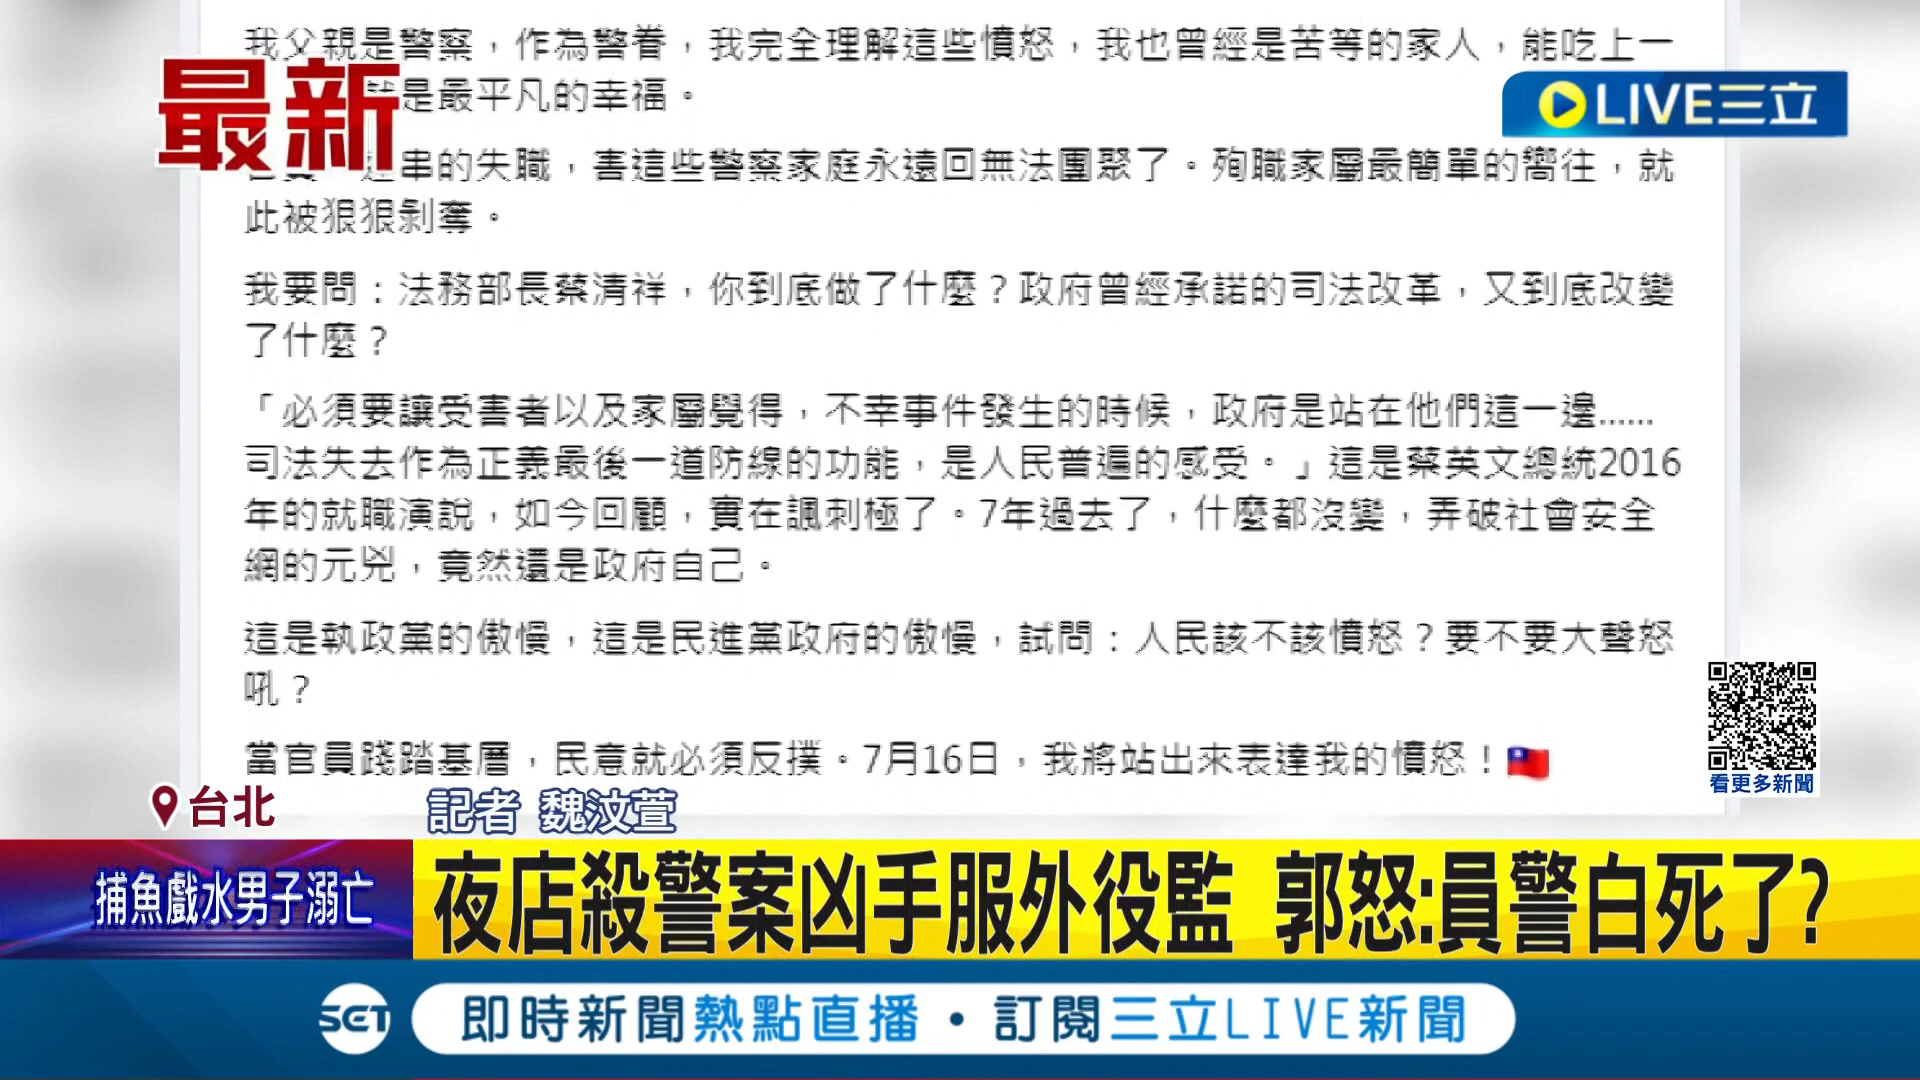 我父親是警察，作為警眷，我完全理解這些憤怒，我也曾經是苦等的家人，能吃上一
是最平凡的幸福。
最新
LIVE三立
串的失職，害這些警察家庭永遠回無法團聚了。殉職家屬最簡單的嚮往，就
此被狠狠剝奪。
我要問：法務部長蔡清祥，你到底做了什麼？政府曾經承諾的司法改革，又到底改變
了什麼？
「必須要讓受害者以及家屬覺得，不幸事件發生的時候，政府是站在他們這一邊……
司法失去作為正義最後一道防線的功能，是人民普遍的感受。」這是蔡英文總統2016
年的就職演說，如今回顧，實在諷刺極了。7年過去了，什麼都沒變，弄破社會安全
網的元兇，竟然還是政府自己。
這是執政黨的傲慢，這是民進黨政府的傲慢，試問：人民該不該憤怒？要不要大聲怒
吼？
當官員踐踏基層，民意就必須反撲。7月16日，我將站出來表達我的憤怒！🇹🇼
看更多新聞
台北
記者 魏汶萱
捕魚戲水男子溺亡
夜店殺警案凶手服外役監 郭怒:員警白死了?
SET
即時新聞熱點直播・訂閱三立LIVE新聞